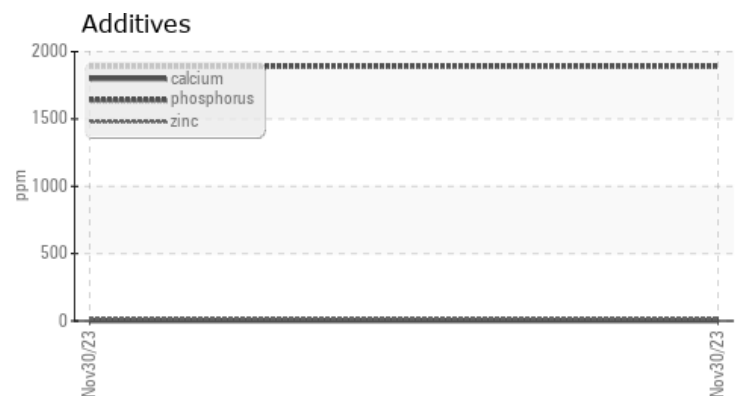 Additives
2000
1500
1000
500
0
ppm
calcium
phosphorus
zinc
Nov30/23
Nov30/23